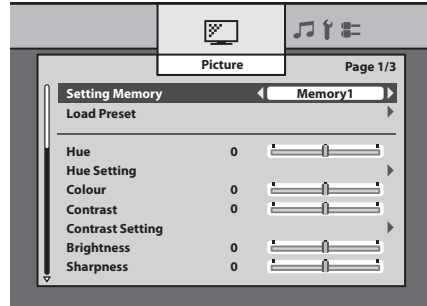 Picture
Page 1/3
Setting Memory Memory1
Load Preset
Hue 0
Hue Setting
Colour 0
Contrast 0
Contrast Setting
Brightness 0
Sharpness 0